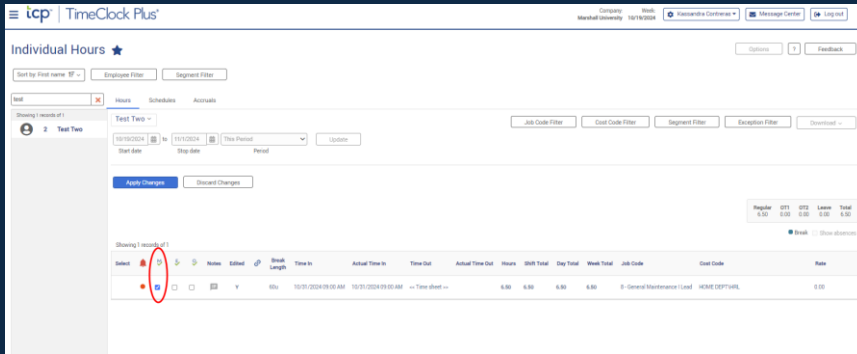 tcp TimeClock Plus
Company Week
Marshall University 10/19/2024
Kassandra Contreras
Message Center
Log out
Individual Hours
Options ? Feedback
Sort by: First name
Employee Filter
Segment Filter
test
Hours Schedules Accruals
Showing 1 records of 1
2 Test Two
Test Two
Job Code Filter
Cost Code Filter
Segment Filter
Exception Filter
Download
10/19/2024 to 11/1/2024 This Period Update
Start date Stop date Period
Apply Changes
Discard Changes
Regular OT1 OT2 Leave Total
6.50 0.00 0.00 0.00 6.50
Break Show absences
Showing 1 records of 1
Select Notes Edited Break Length Time In Actual Time In Time Out Actual Time Out Hours Shift Total Day Total Week Total Job Code Cost Code Rate
Y 10/31/2024 09:00 AM 10/31/2024 09:00 AM << Time sheet >> 6.50 6.50 6.50 6.50 0.00